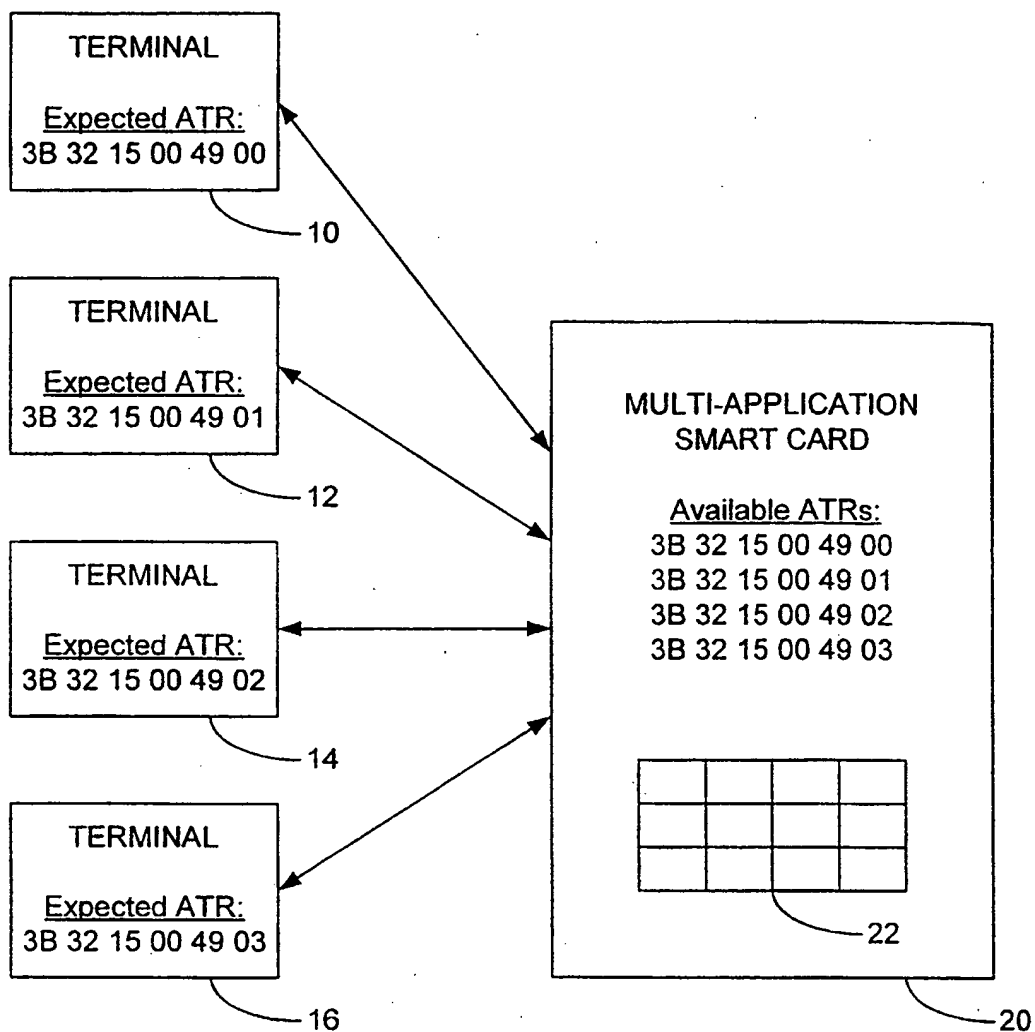 TERMINAL
Expected ATR:
3B 32 15 00 49 00
10
TERMINAL
Expected ATR:
3B 32 15 00 49 01
12
TERMINAL
Expected ATR:
3B 32 15 00 49 02
14
TERMINAL
Expected ATR:
3B 32 15 00 49 03
16
MULTI-APPLICATION
SMART CARD
Available ATRs:
3B 32 15 00 49 00
3B 32 15 00 49 01
3B 32 15 00 49 02
3B 32 15 00 49 03
22
20